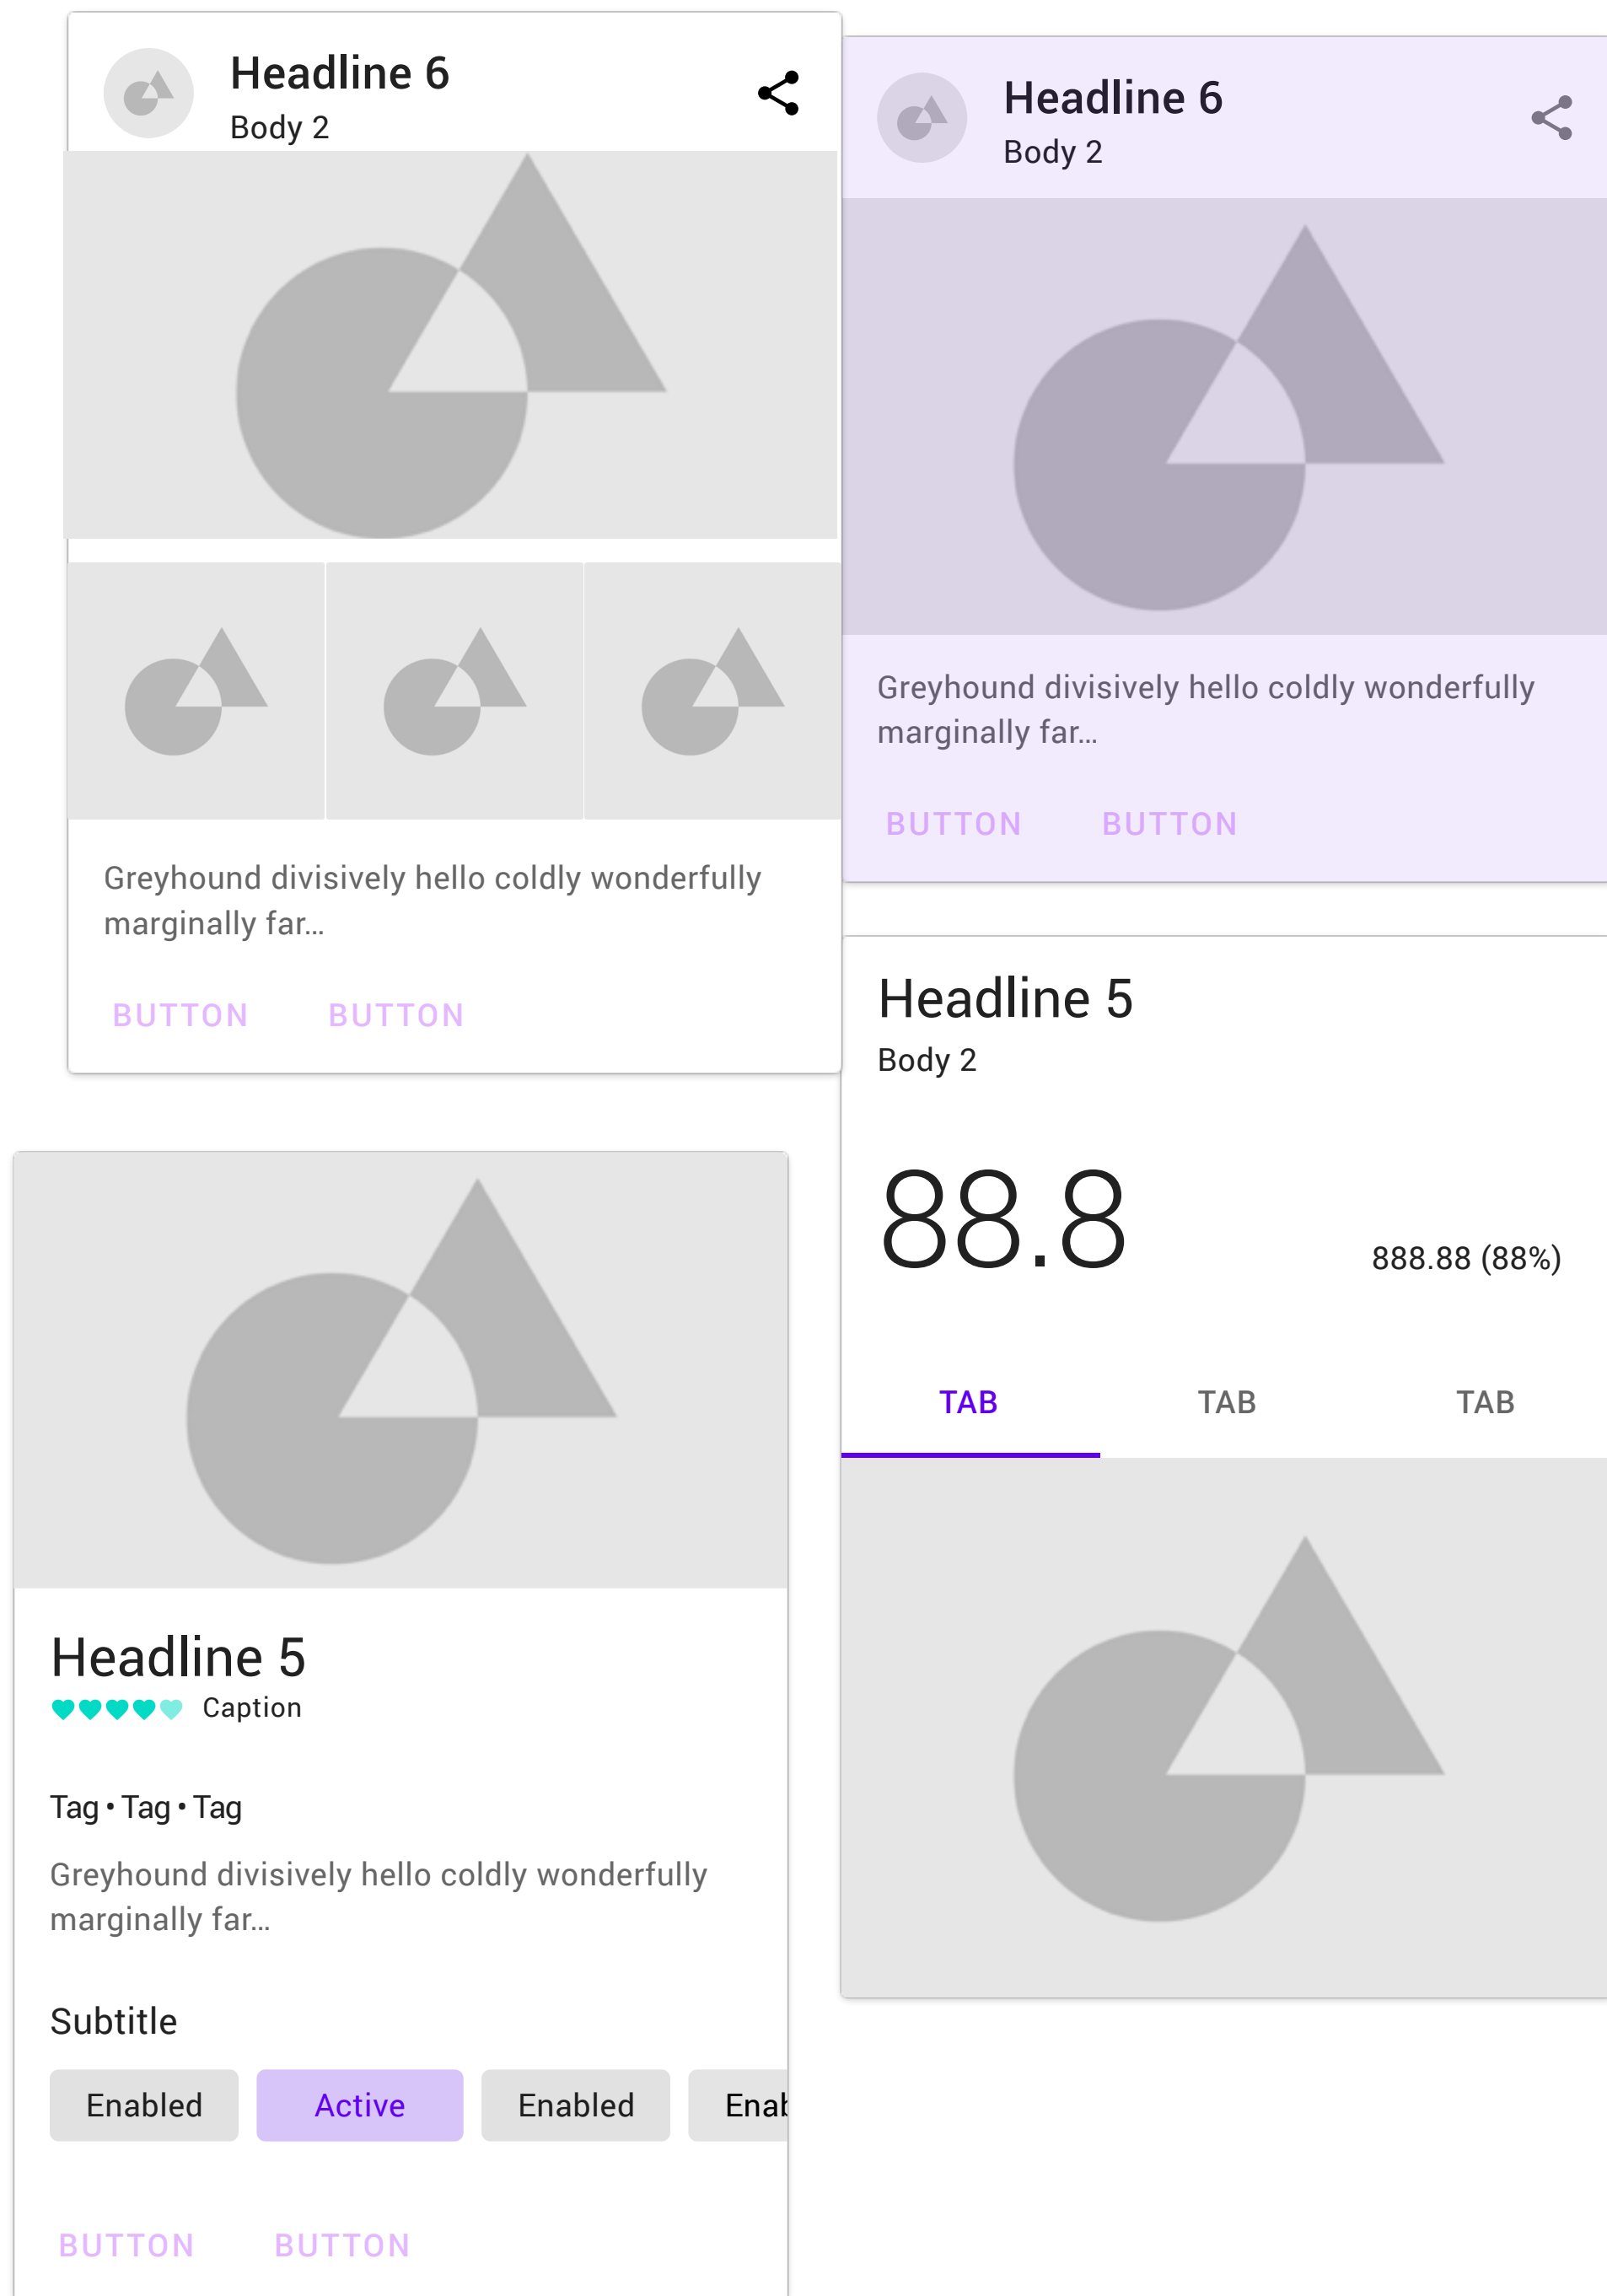 Headline 6
Body 2
Greyhound divisively hello coldly wonderfully
marginally far...
BUTTON BUTTON
Headline 6
Body 2
Greyhound divisively hello coldly wonderfully
marginally far...
BUTTON BUTTON
Headline 5
Body 2
88.8
888.88 (88%)
TAB TAB TAB
Headline 5
Caption
Tag • Tag • Tag
Greyhound divisively hello coldly wonderfully
marginally far...
Subtitle
Enabled Active Enabled Enab
BUTTON BUTTON